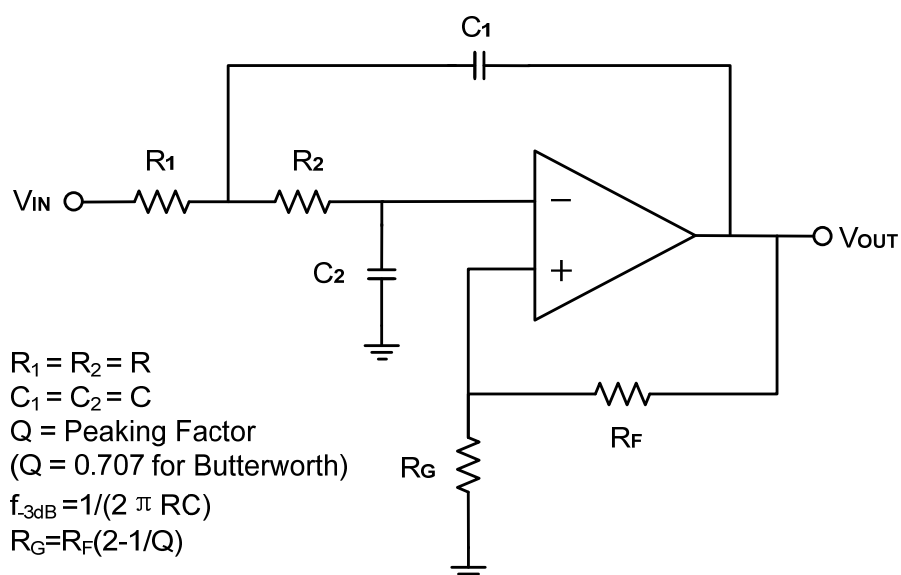 C1
R1
R2
VIN
−
+
VOUT
C2
RF
RG
R1 = R2 = R
C1 = C2 = C
Q = Peaking Factor
(Q = 0.707 for Butterworth)
f-3dB =1/(2 π RC)
RG=RF(2-1/Q)